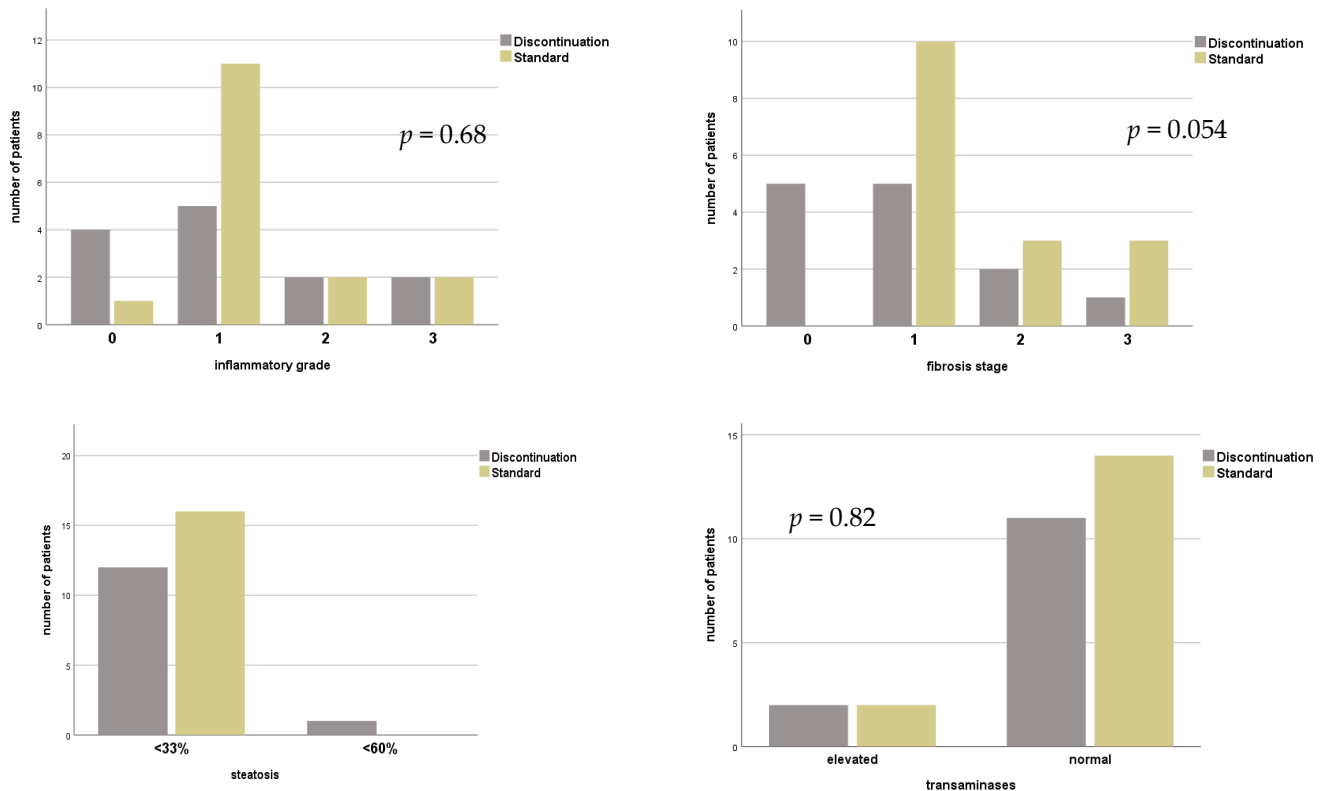 12
10
8
6
4
2
0
number of patients
0 1 2 3
inflammatory grade
Discontinuation
Standard
p = 0.68
10
8
6
4
2
0
number of patients
0 1 2 3
fibrosis stage
Discontinuation
Standard
p = 0.054
20
15
10
5
0
number of patients
<33% <60%
steatosis
Discontinuation
Standard
15
10
5
0
number of patients
elevated normal
transaminases
Discontinuation
Standard
p = 0.82